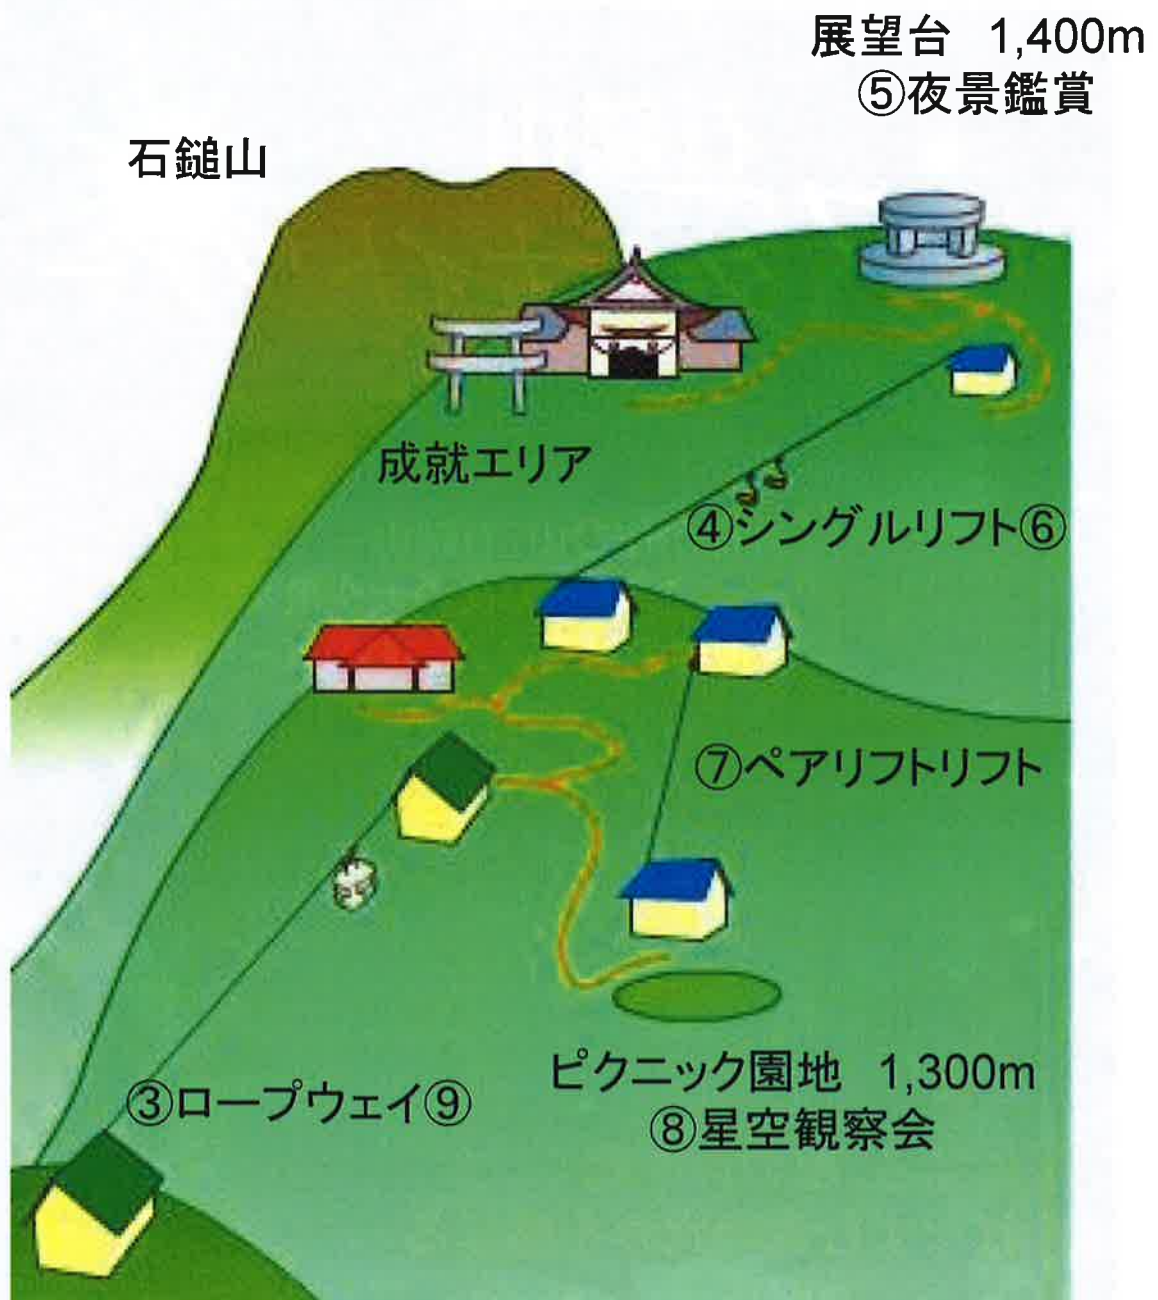 展望台　1,400m
⑤夜景鑑賞
石鎚山
成就エリア
④シングルリフト⑥
⑦ペアリフトリフト
③ロープウェイ⑨
ピクニック園地　1,300m
⑧星空観察会